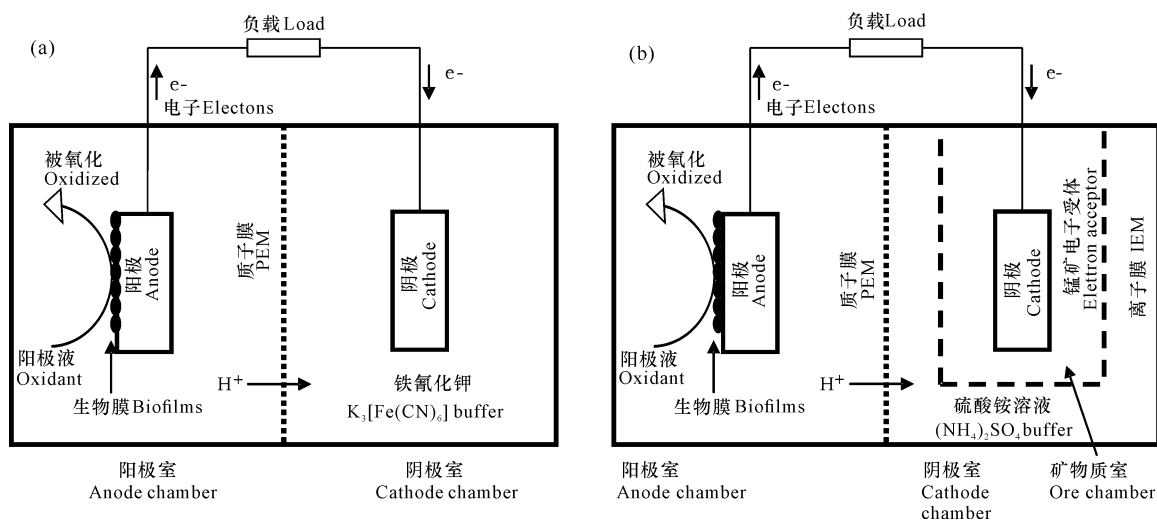 (a)
负载Load
e-
电子Electons
e-
被氧化
Oxidized
阳极
Anode
质子膜
PEM
阴极
Cathode
阳极液
Oxidant
生物膜Biofilms
H+
铁氧化钾
K₃[Fe(CN)₆] buffer
阳极室
Anode chamber
阴极室
Cathode chamber
(b)
负载Load
e-
电子Electons
e-
被氧化
Oxidized
阳极
Anode
质子膜
PEM
阴极
Cathode
锰矿电子受体
Elettron acceptor
离子膜 IEM
阳极液
Oxidant
生物膜Biofilms
H+
硫酸铵溶液
(NH₄)₂SO₄buffer
阳极室
Anode chamber
阴极室
Cathode
chamber
矿物质室
Ore chamber